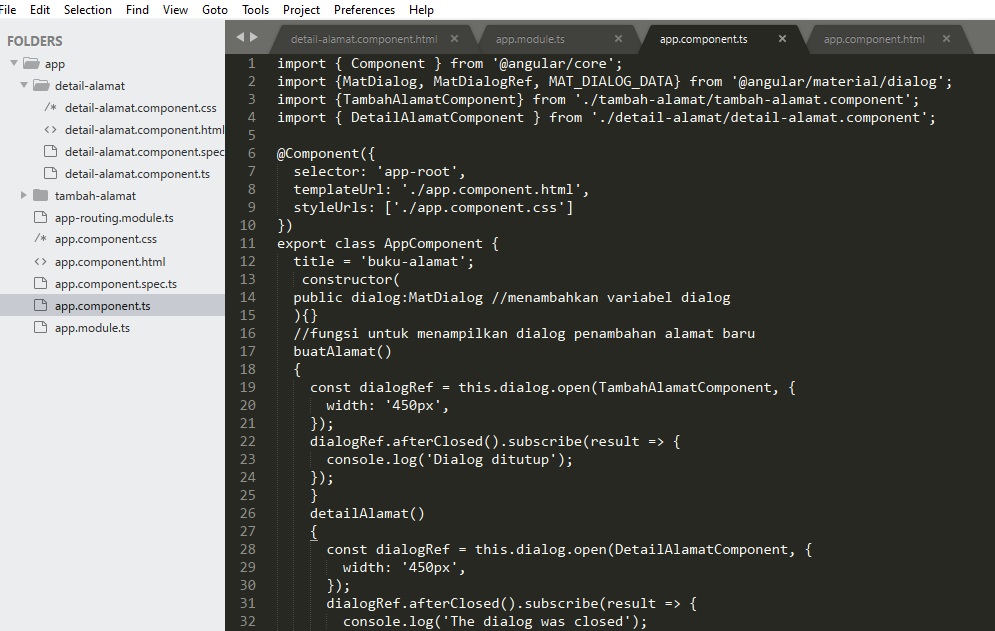 File Edit Selection Find View Goto Tools Project Preferences Help
FOLDERS
app
detail-alamat
/* detail-alamat.component.css
<> detail-alamat.component.html
detail-alamat.component.spec
detail-alamat.component.ts
tambah-alamat
app-routing.module.ts
/* app.component.css
<> app.component.html
app.component.spec.ts
app.component.ts
app.module.ts
detail-alamat.component.html × app.module.ts × app.component.ts × app.component.html ×
1 import { Component } from '@angular/core';
2 import {MatDialog, MatDialogRef, MAT_DIALOG_DATA} from '@angular/material/dialog';
3 import {TambahAlamatComponent} from './tambah-alamat/tambah-alamat.component';
4 import { DetailAlamatComponent } from './detail-alamat/detail-alamat.component';
5
6 @Component({
7 selector: 'app-root',
8 templateUrl: './app.component.html',
9 styleUrls: ['./app.component.css']
10 })
11 export class AppComponent {
12 title = 'buku-alamat';
13 constructor(
14 public dialog:MatDialog //menambahkan variabel dialog
15 ){}
16 //fungsi untuk menampilkan dialog penambahan alamat baru
17 buatAlamat()
18 {
19 const dialogRef = this.dialog.open(TambahAlamatComponent, {
20 width: '450px',
21 });
22 dialogRef.afterClosed().subscribe(result => {
23 console.log('Dialog ditutup');
24 });
25 }
26 detailAlamat()
27 {
28 const dialogRef = this.dialog.open(DetailAlamatComponent, {
29 width: '450px',
30 });
31 dialogRef.afterClosed().subscribe(result => {
32 console.log('The dialog was closed');